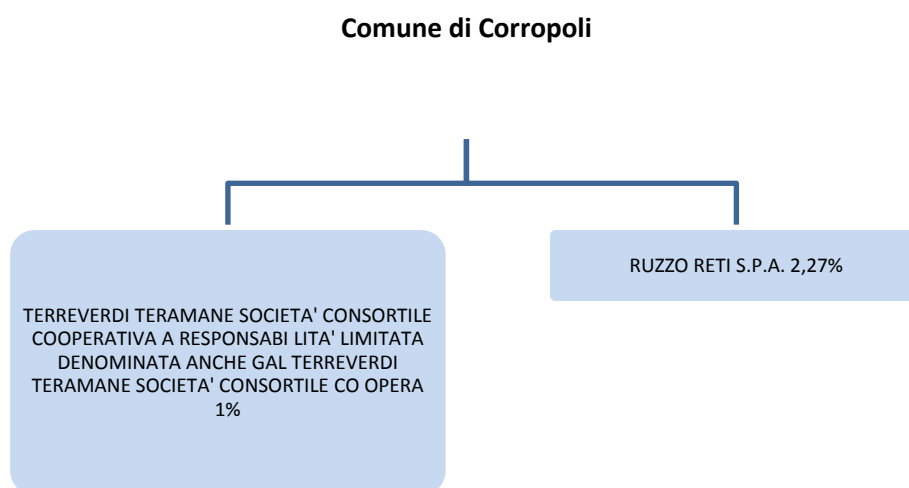 Comune di Corropoli
TERREVERDI TERAMANE SOCIETA' CONSORTILE
COOPERATIVA A RESPONSABI LITA' LIMITATA
DENOMINATA ANCHE GAL TERREVERDI
TERAMANE SOCIETA' CONSORTILE CO OPERA
1%
RUZZO RETI S.P.A. 2,27%